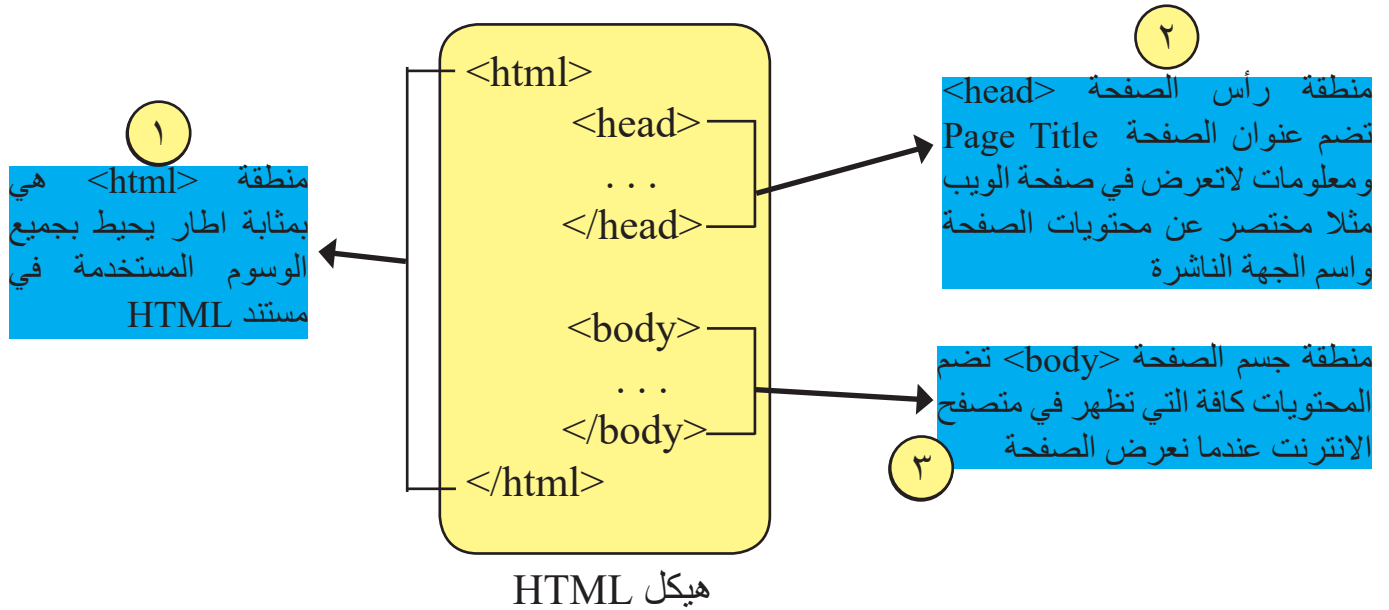 ١
منطقة <html> هي
بمثابة اطار يحيط بجميع
الوسوم المستخدمة في
مستند HTML
<html>
<head>
. . .
</head>
<body>
. . .
</body>
</html>
٢
منطقة رأس الصفحة <head>
تضم عنوان الصفحة Page Title
ومعلومات لاتعرض في صفحة الويب
مثلا مختصر عن محتويات الصفحة
واسم الجهة الناشرة
منطقة جسم الصفحة <body> تضم
المحتويات كافة التي تظهر في متصفح
الانترنت عندما نعرض الصفحة
٣
هيكل HTML